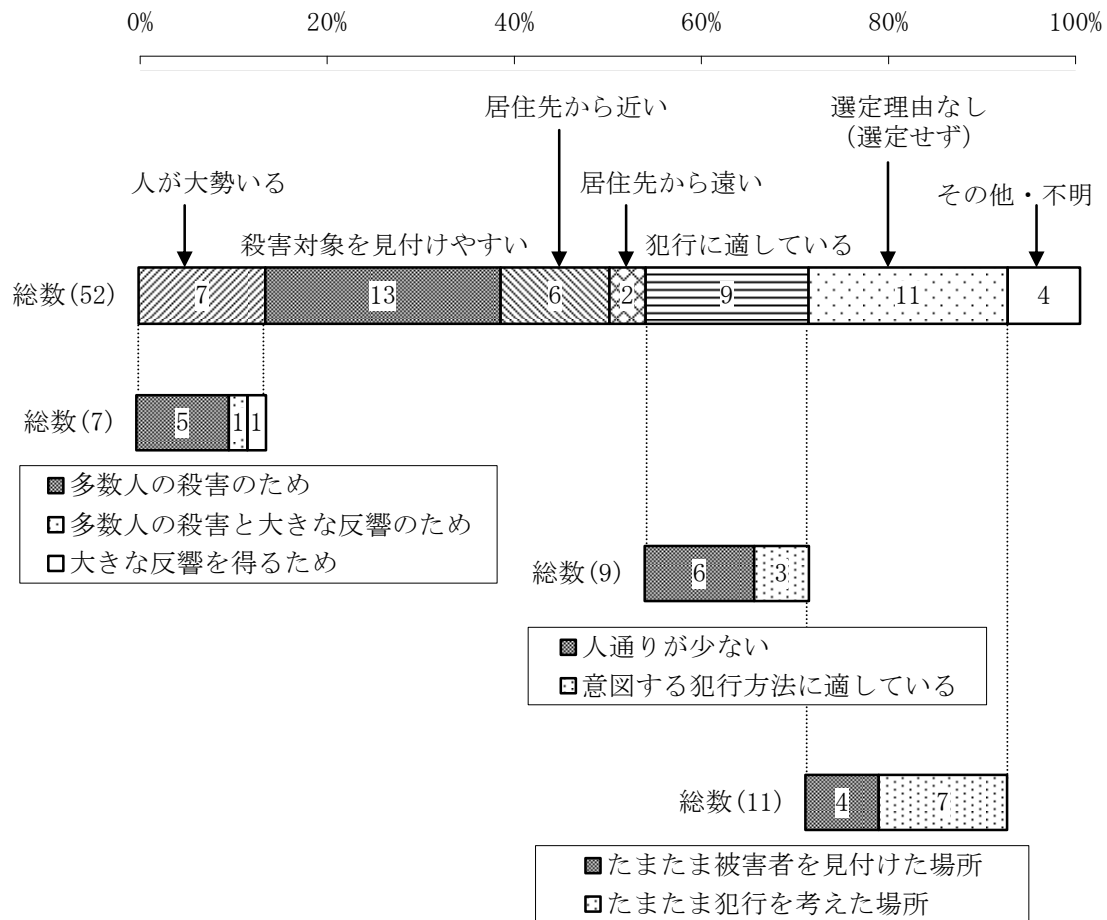 0% 20% 40% 60% 80% 100%
居住先から近い
選定理由なし
(選定せず)
人が大勢いる
居住先から遠い
その他・不明
殺害対象を見付けやすい
犯行に適している
総数(52) 7 13 6 2 9 11 4
総数(7) 5 1 1
多数人の殺害のため
多数人の殺害と大きな反響のため
大きな反響を得るため
総数(9) 6 3
人通りが少ない
意図する犯行方法に適している
総数(11) 4 7
たまたま被害者を見付けた場所
たまたま犯行を考えた場所